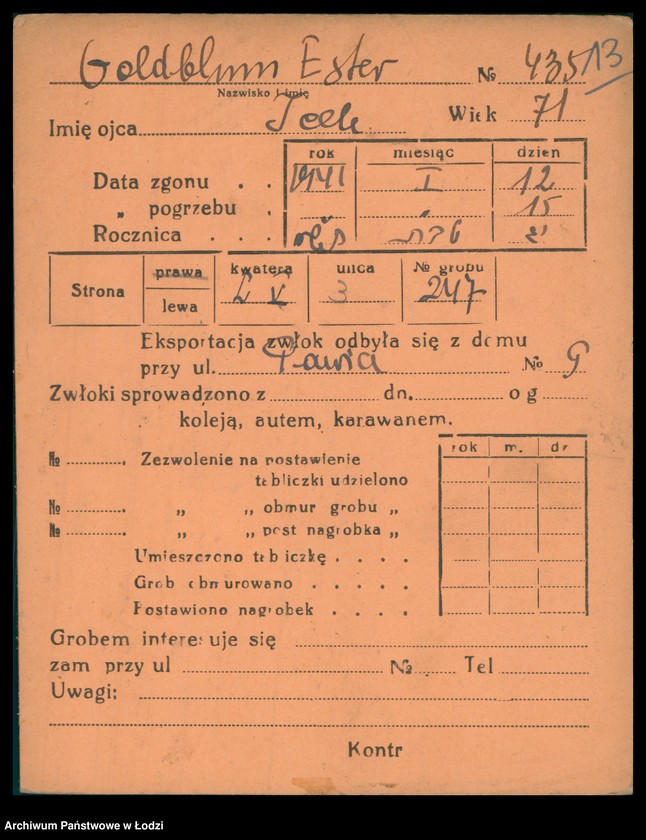 Goldblum Ester № 435/13
Nazwisko i imię
Imię ojca Wiek 71
rok miesiąc dzień
Data zgonu . . 1941 I 12
„ pogrzebu . „ 15
Rocznica . . . טבת
Strona prawa lewa kwatera L V ulica 3 № grobu 247
Eksportacja zwłok odbyła się z domu
przy ul. Pawia № 9
Zwłoki sprowadzono z dn. o g
koleją, autem, karawanem.
rok m. dz
№ Zezwolenie na postawienie
tabliczki udzielono
№ „ „ obmur grobu „
№ „ „ post nagrobka „
Umieszczono tabliczkę . . . .
Grób obmurowano . . . . .
Postawiono nagrobek . . . .
Grobem interesuje się
zam przy ul № Tel
Uwagi:
Kontr
Archiwum Państwowe w Łodzi